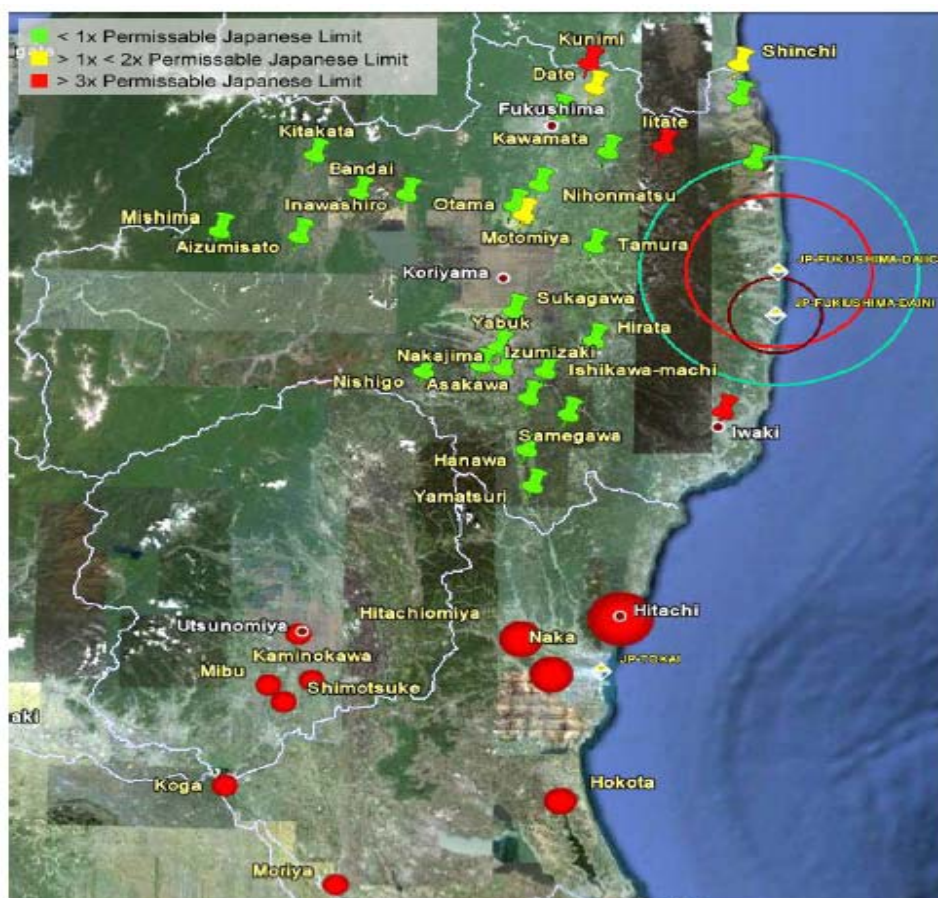 < 1x Permissable Japanese Limit
> 1x < 2x Permissable Japanese Limit
> 3x Permissable Japanese Limit
Kunimi
Shinchi
Date
Fukushima
Iitate
Kawamata
Kitakata
Bandai
Nihonmatsu
Inawashiro
Otama
Mishima
Aizumisato
Motomiya
Tamura
Koriyama
JP-FUKUSHIMA-DAIIC
JP-FUKUSHIMA-DAINI
Sukagawa
Yabuk
Hirata
Nakajima
Izumizaki
Nishigo
Asakawa
Ishikawa-machi
Iwaki
Samegawa
Hanawa
Yamatsuri
Hitachiomiya
Hitachi
Utsunomiya
Naka
Kaminokawa
JP-TOKAI
Mibu
Shimotsuke
aki
Koga
Hokota
Moriya